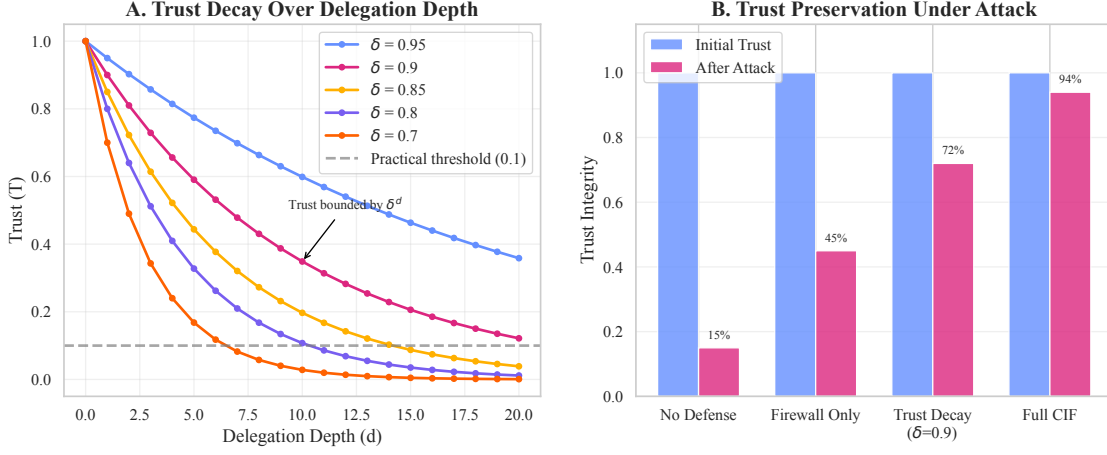 A. Trust Decay Over Delegation Depth
Trust (T)
1.0
0.8
0.6
0.4
0.2
0.0
δ = 0.95
δ = 0.9
δ = 0.85
δ = 0.8
δ = 0.7
Practical threshold (0.1)
Trust bounded by δ^d
0.0 2.5 5.0 7.5 10.0 12.5 15.0 17.5 20.0
Delegation Depth (d)
B. Trust Preservation Under Attack
Trust Integrity
Initial Trust
After Attack
1.0
0.8
0.6
0.4
0.2
0.0
15%
45%
72%
94%
No Defense Firewall Only Trust Decay Full CIF
(δ=0.9)